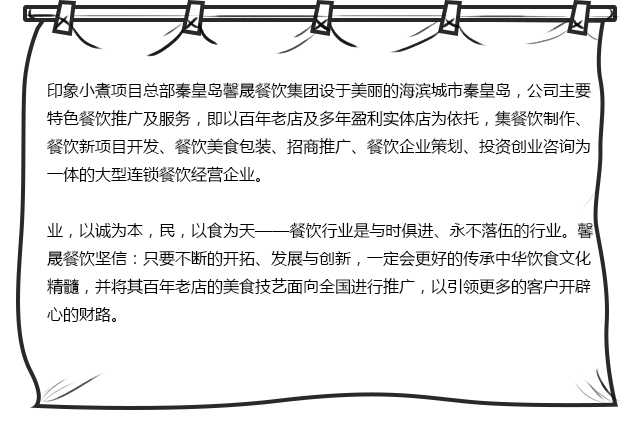 印象小煮项目总部秦皇岛馨晟餐饮集团设于美丽的海滨城市秦皇岛，公司主要
特色餐饮推广及服务，即以百年老店及多年盈利实体店为依托，集餐饮制作、
餐饮新项目开发、餐饮美食包装、招商推广、餐饮企业策划、投资创业咨询为
一体的大型连锁餐饮经营企业。
业，以诚为本，民，以食为天——餐饮行业是与时俱进、永不落伍的行业。馨
晟餐饮坚信：只要不断的开拓、发展与创新，一定会更好的传承中华饮食文化
精髓，并将其百年老店的美食技艺面向全国进行推广，以引领更多的客户开辟
心的财路。